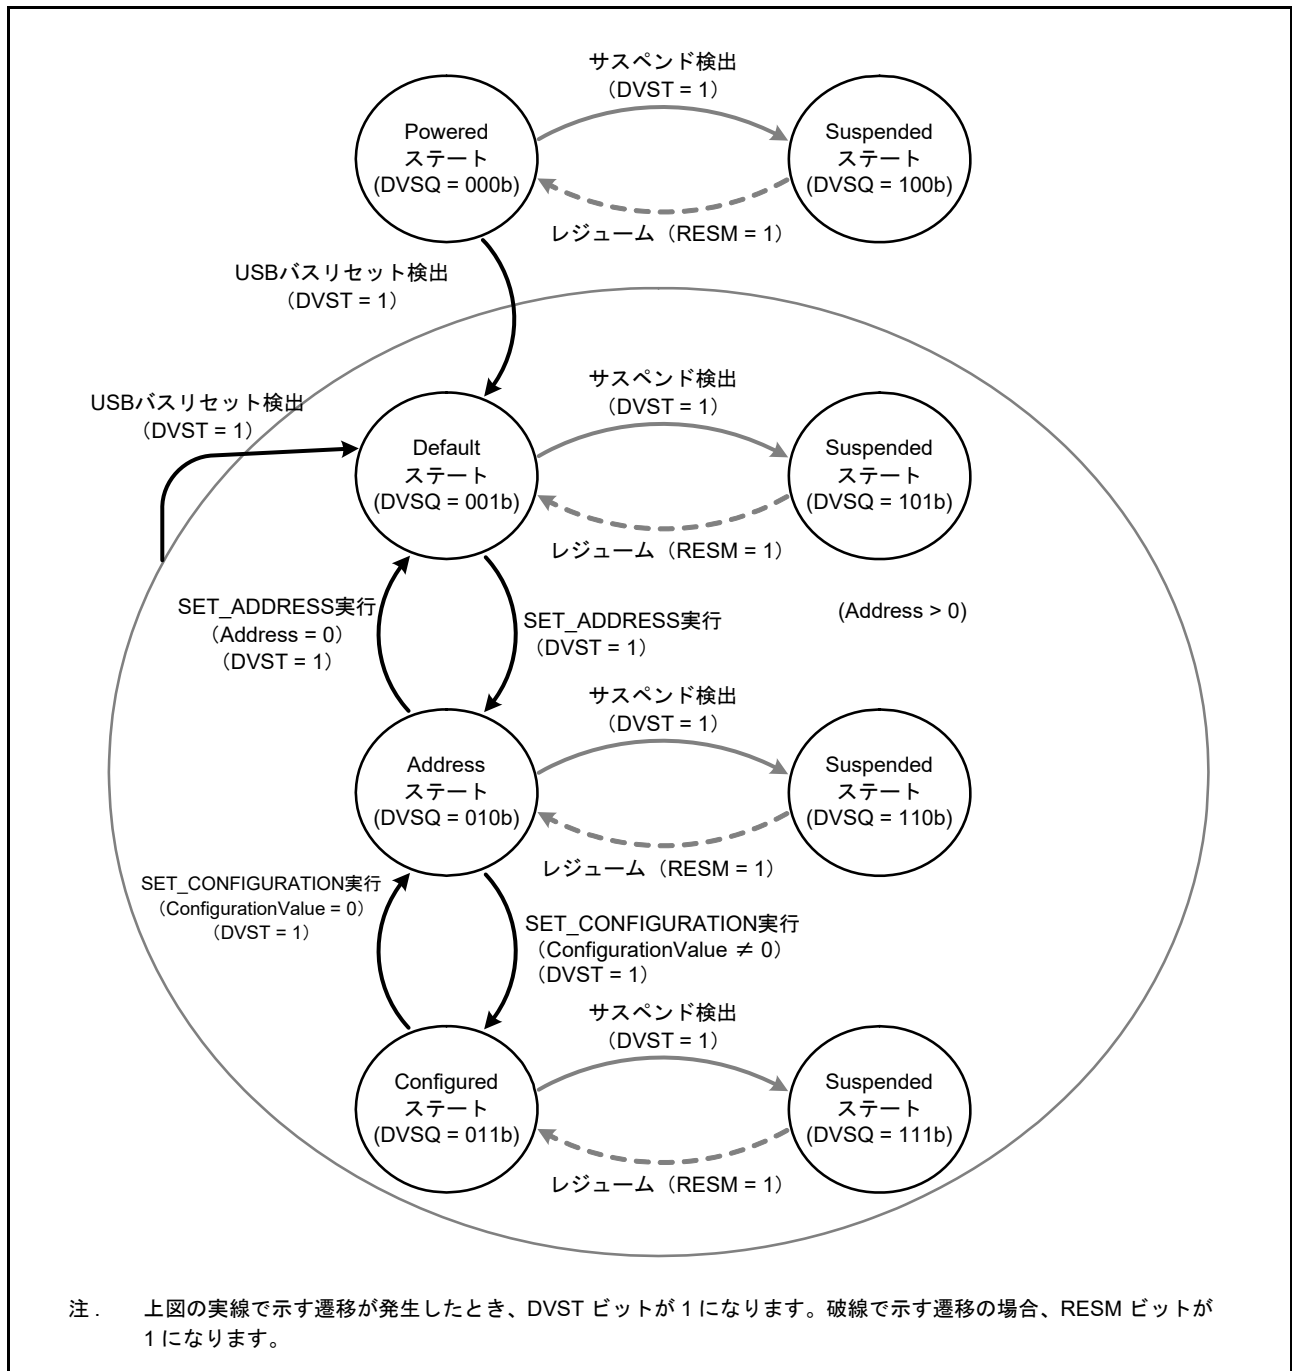 サスペンド検出
（DVST = 1）
Powered
ステート
(DVSQ = 000b)
Suspended
ステート
(DVSQ = 100b)
レジューム（RESM = 1）
USBバスリセット検出
（DVST = 1）
サスペンド検出
（DVST = 1）
USBバスリセット検出
（DVST = 1）
Default
ステート
(DVSQ = 001b)
Suspended
ステート
(DVSQ = 101b)
レジューム（RESM = 1）
SET_ADDRESS実行
（Address = 0）
（DVST = 1）
SET_ADDRESS実行
（DVST = 1）
(Address > 0)
サスペンド検出
（DVST = 1）
Address
ステート
(DVSQ = 010b)
Suspended
ステート
(DVSQ = 110b)
レジューム（RESM = 1）
SET_CONFIGURATION実行
（ConfigurationValue = 0）
（DVST = 1）
SET_CONFIGURATION実行
（ConfigurationValue ≠ 0）
（DVST = 1）
サスペンド検出
（DVST = 1）
Configured
ステート
(DVSQ = 011b)
Suspended
ステート
(DVSQ = 111b)
レジューム（RESM = 1）
注 . 上図の実線で示す遷移が発生したとき、DVST ビットが 1 になります。破線で示す遷移の場合、RESM ビットが
1 になります。